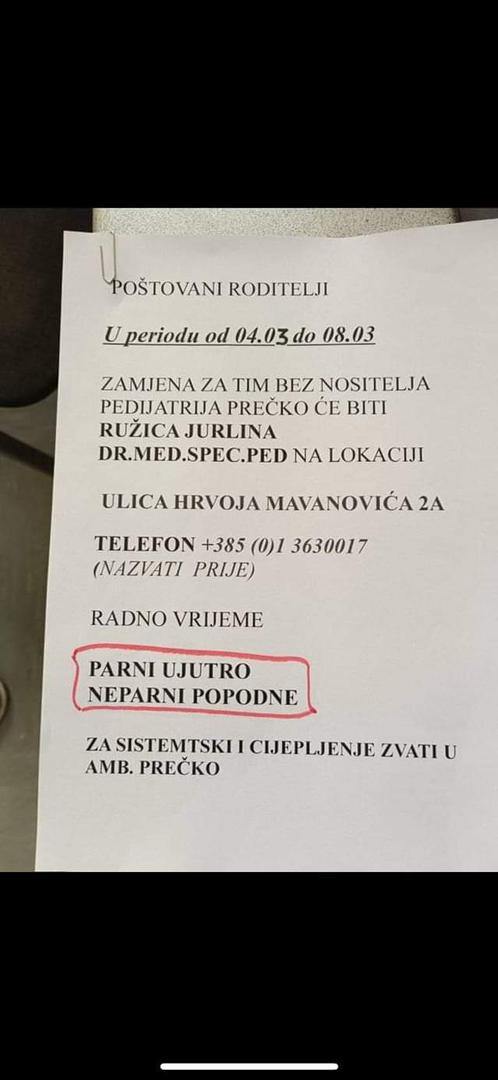 POŠTOVANI RODITELJI
U periodu od 04.03 do 08.03
ZAMJENA ZA TIM BEZ NOSITELJA
PEDIJATRIJA PREČKO ĆE BITI
RUŽICA JURLINA
DR.MED.SPEC.PED NA LOKACIJI
ULICA HRVOJA MAVANOVIĆA 2A
TELEFON +385 (0)1 3630017
(NAZVATI PRIJE)
RADNO VRIJEME
PARNI UJUTRO
NEPARNI POPODNE
ZA SISTEMTSKI I CIJEPLJENJE ZVATI U
AMB. PREČKO